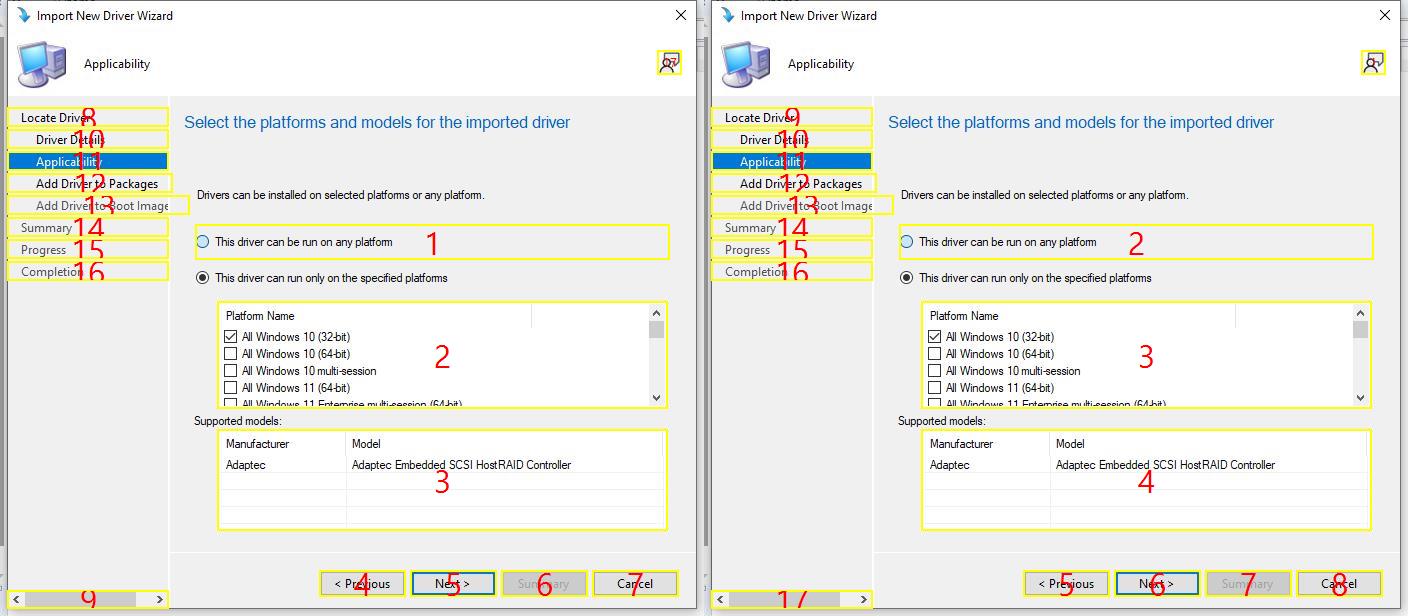 Import New Driver Wizard
Applicability
Locate Driver 8
Driver Details 10
Applicability 11
Add Driver to Packages 12
Add Driver to Boot Image 13
Summary 14
Progress 15
Completion 16
9
Select the platforms and models for the imported driver
Drivers can be installed on selected platforms or any platform.
This driver can be run on any platform 1
This driver can run only on the specified platforms
Platform Name
All Windows 10 (32-bit)
All Windows 10 (64-bit)
All Windows 10 multi-session
All Windows 11 (64-bit)
All Windows 11 Enterprise multi-session (64-bit)
2
Supported models:
Manufacturer Model
Adaptec Adaptec Embedded SCSI HostRAID Controller
3
< Previous 4
Next > 5
Summary 6
Cancel 7
Import New Driver Wizard
Applicability
Locate Driver 9
Driver Details 10
Applicability 11
Add Driver to Packages 12
Add Driver to Boot Image 13
Summary 14
Progress 15
Completion 16
17
Select the platforms and models for the imported driver
Drivers can be installed on selected platforms or any platform.
This driver can be run on any platform 2
This driver can run only on the specified platforms
Platform Name
All Windows 10 (32-bit)
All Windows 10 (64-bit)
All Windows 10 multi-session
All Windows 11 (64-bit)
All Windows 11 Enterprise multi-session (64-bit)
3
Supported models:
Manufacturer Model
Adaptec Adaptec Embedded SCSI HostRAID Controller
4
< Previous 5
Next > 6
Summary 7
Cancel 8